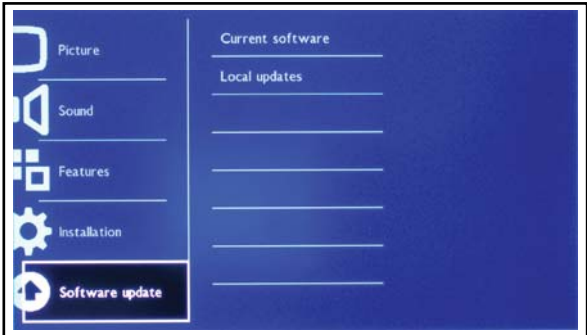 Picture
Sound
Features
Installation
Software update
Current software
Local updates